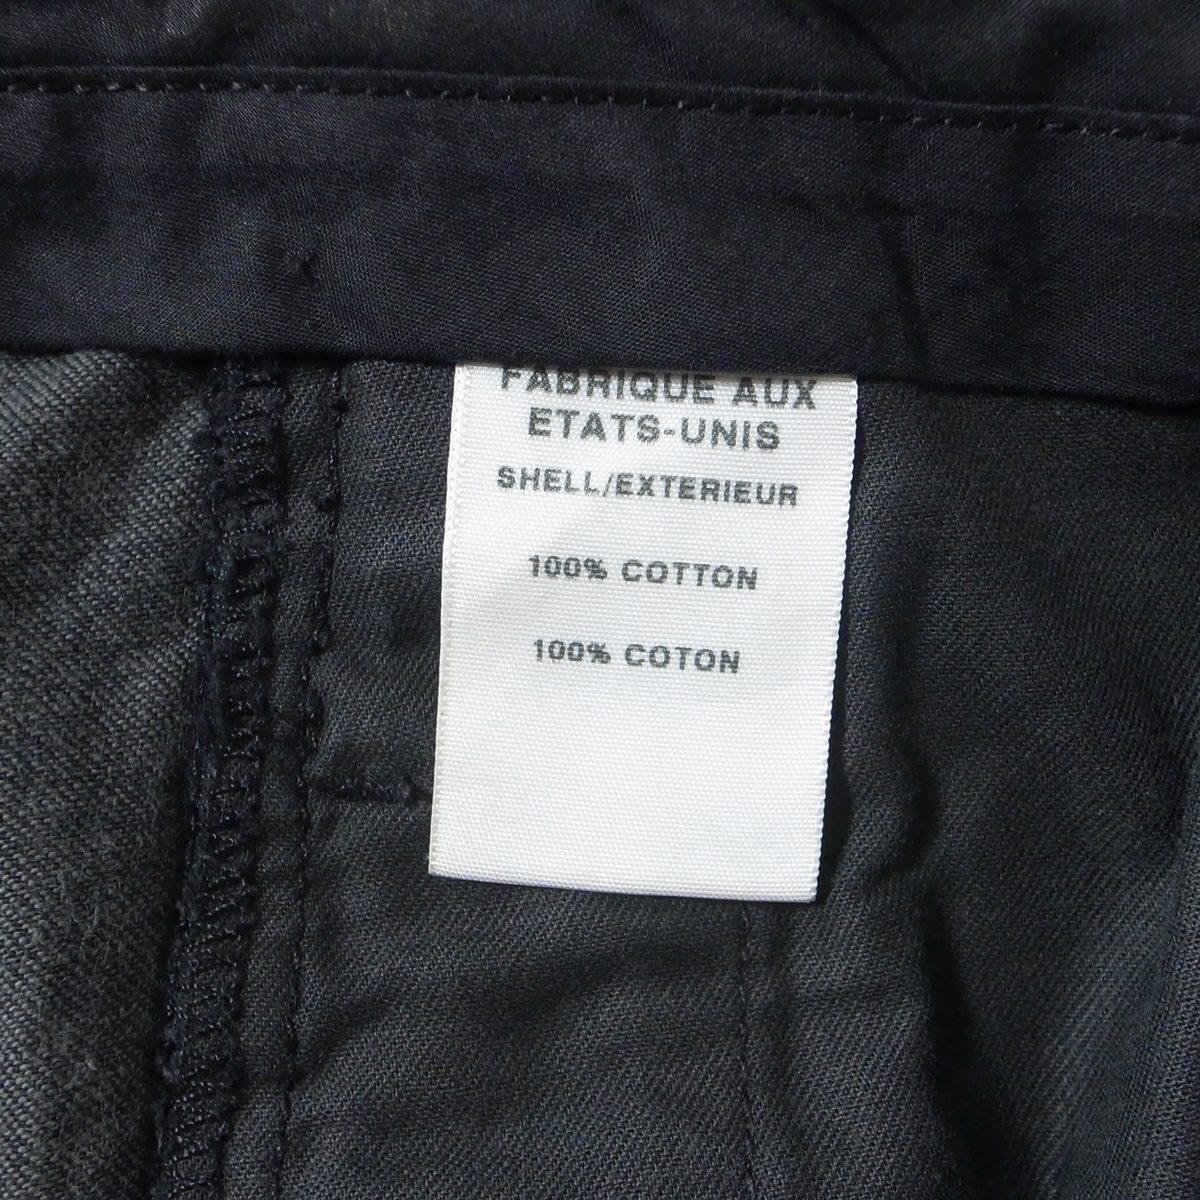 FABRIQUE AUX
ETATS-UNIS
SHELL/EXTERIEUR
100% COTTON
100% COTON